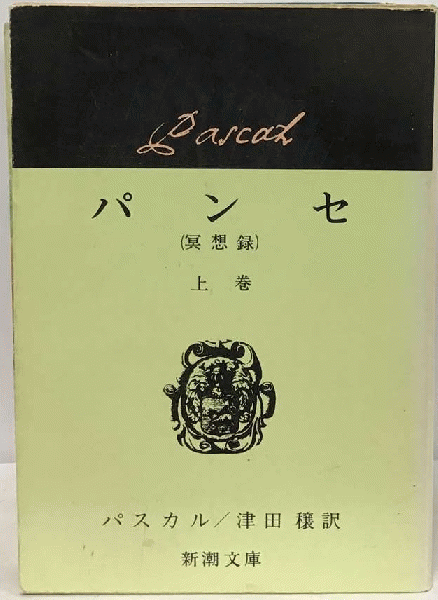 Pascal
パンセ
(冥想録)
上巻
パスカル/津田穣訳
新潮文庫